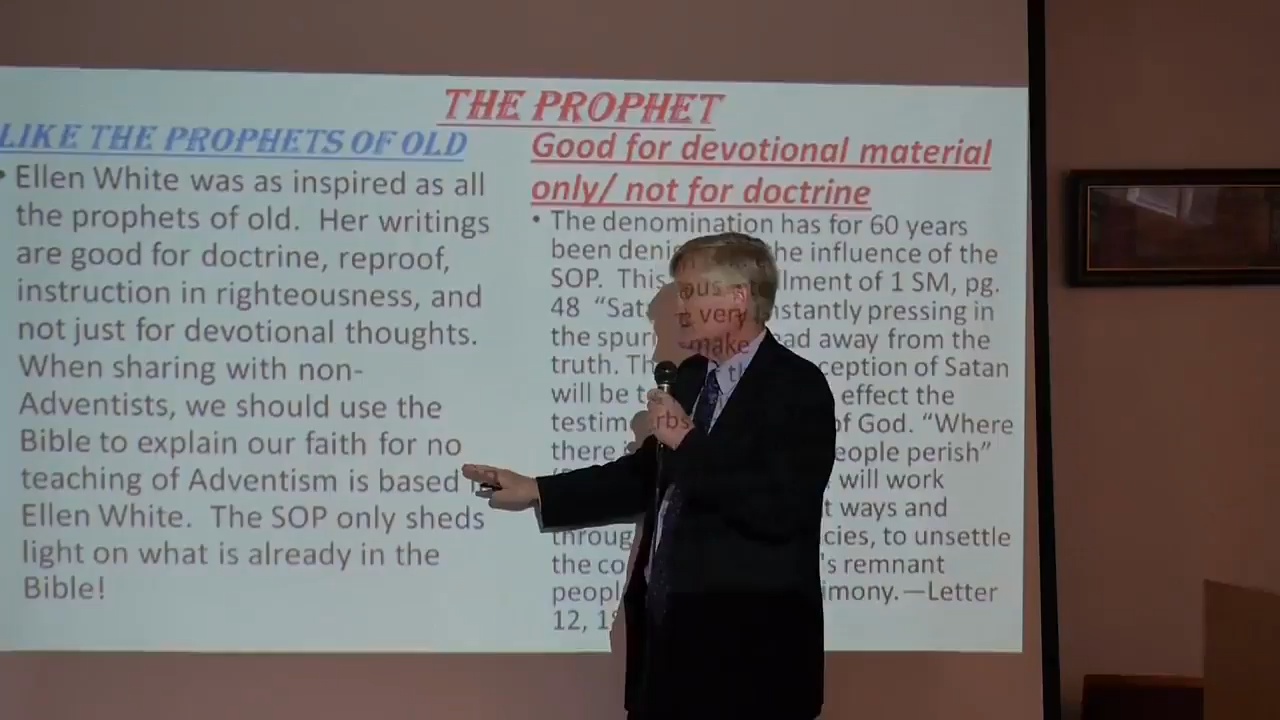 THE PROPHET
LIKE THE PROPHETS OF OLD
• Ellen White was as inspired as all
the prophets of old. Her writings
are good for doctrine, reproof,
instruction in righteousness, and
not just for devotional thoughts.
When sharing with non-
Adventists, we should use the
Bible to explain our faith for no
teaching of Adventism is based
Ellen White. The SOP only sheds
light on what is already in the
Bible!
Good for devotional material
only/ not for doctrine
• The denomination has for 60 years
been the influence of the
SOP. This of 1 SM, pg.
48 "Sat very pressing in
the make away from the
truth. of Satan
will be effect the
of God. "Where
there perish"
will work
ways and
to unsettle
the remnant
—Letter
12,